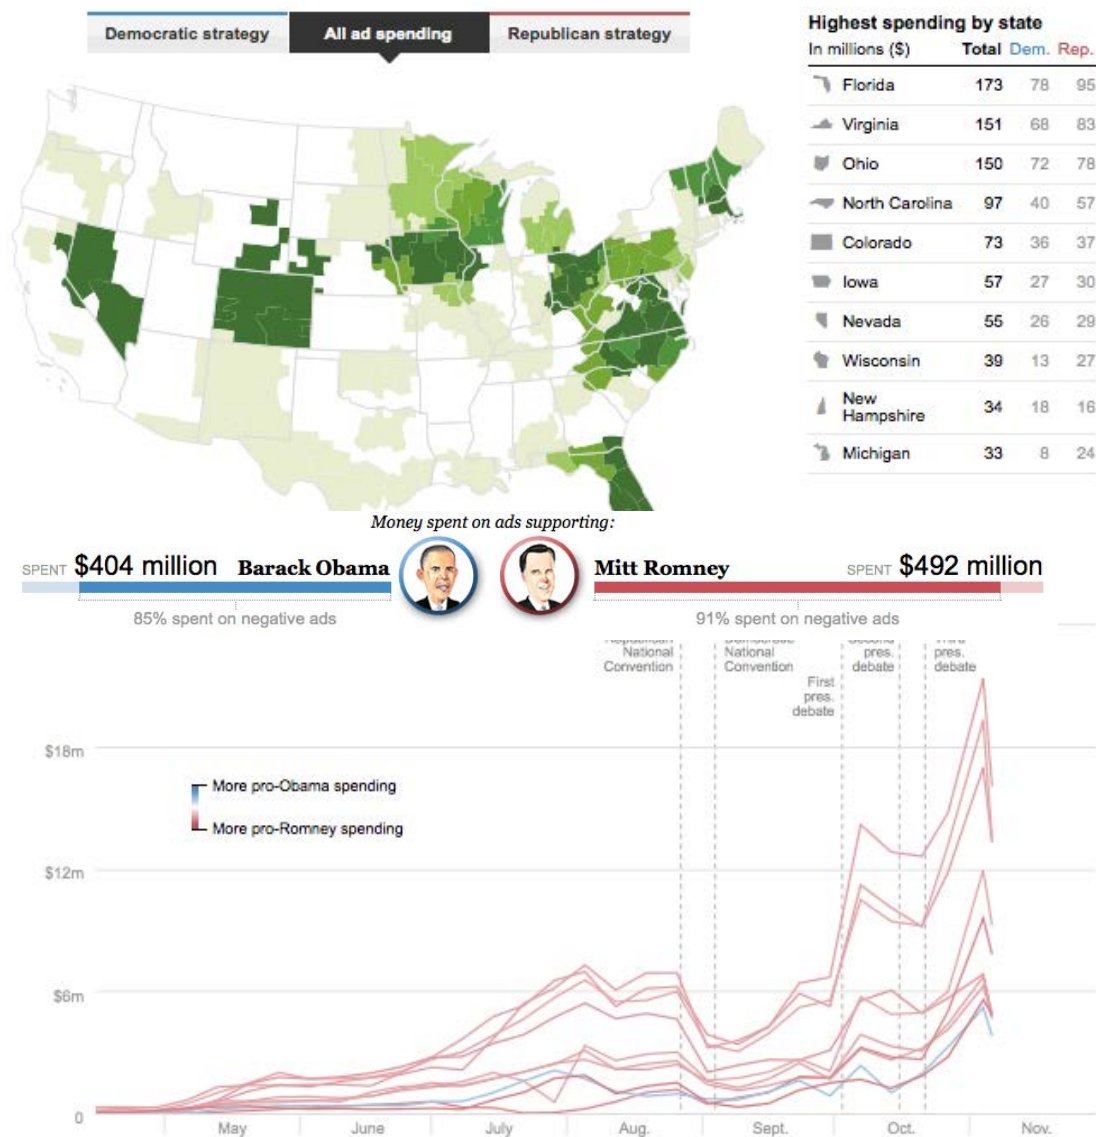 Democratic strategy All ad spending Republican strategy
Highest spending by state
In millions ($) Total Dem. Rep.
Florida 173 78 95
Virginia 151 68 83
Ohio 150 72 78
North Carolina 97 40 57
Colorado 73 36 37
Iowa 57 27 30
Nevada 55 26 29
Wisconsin 39 13 27
New
Hampshire 34 18 16
Michigan 33 8 24
Money spent on ads supporting:
SPENT $404 million Barack Obama
Mitt Romney SPENT $492 million
85% spent on negative ads
91% spent on negative ads
Republican
National
Convention
Democratic
National
Convention
First
pres.
debate
Second
pres.
debate
Third
pres.
debate
$18m
More pro-Obama spending
More pro-Romney spending
$12m
$6m
0
May June July Aug. Sept. Oct. Nov.